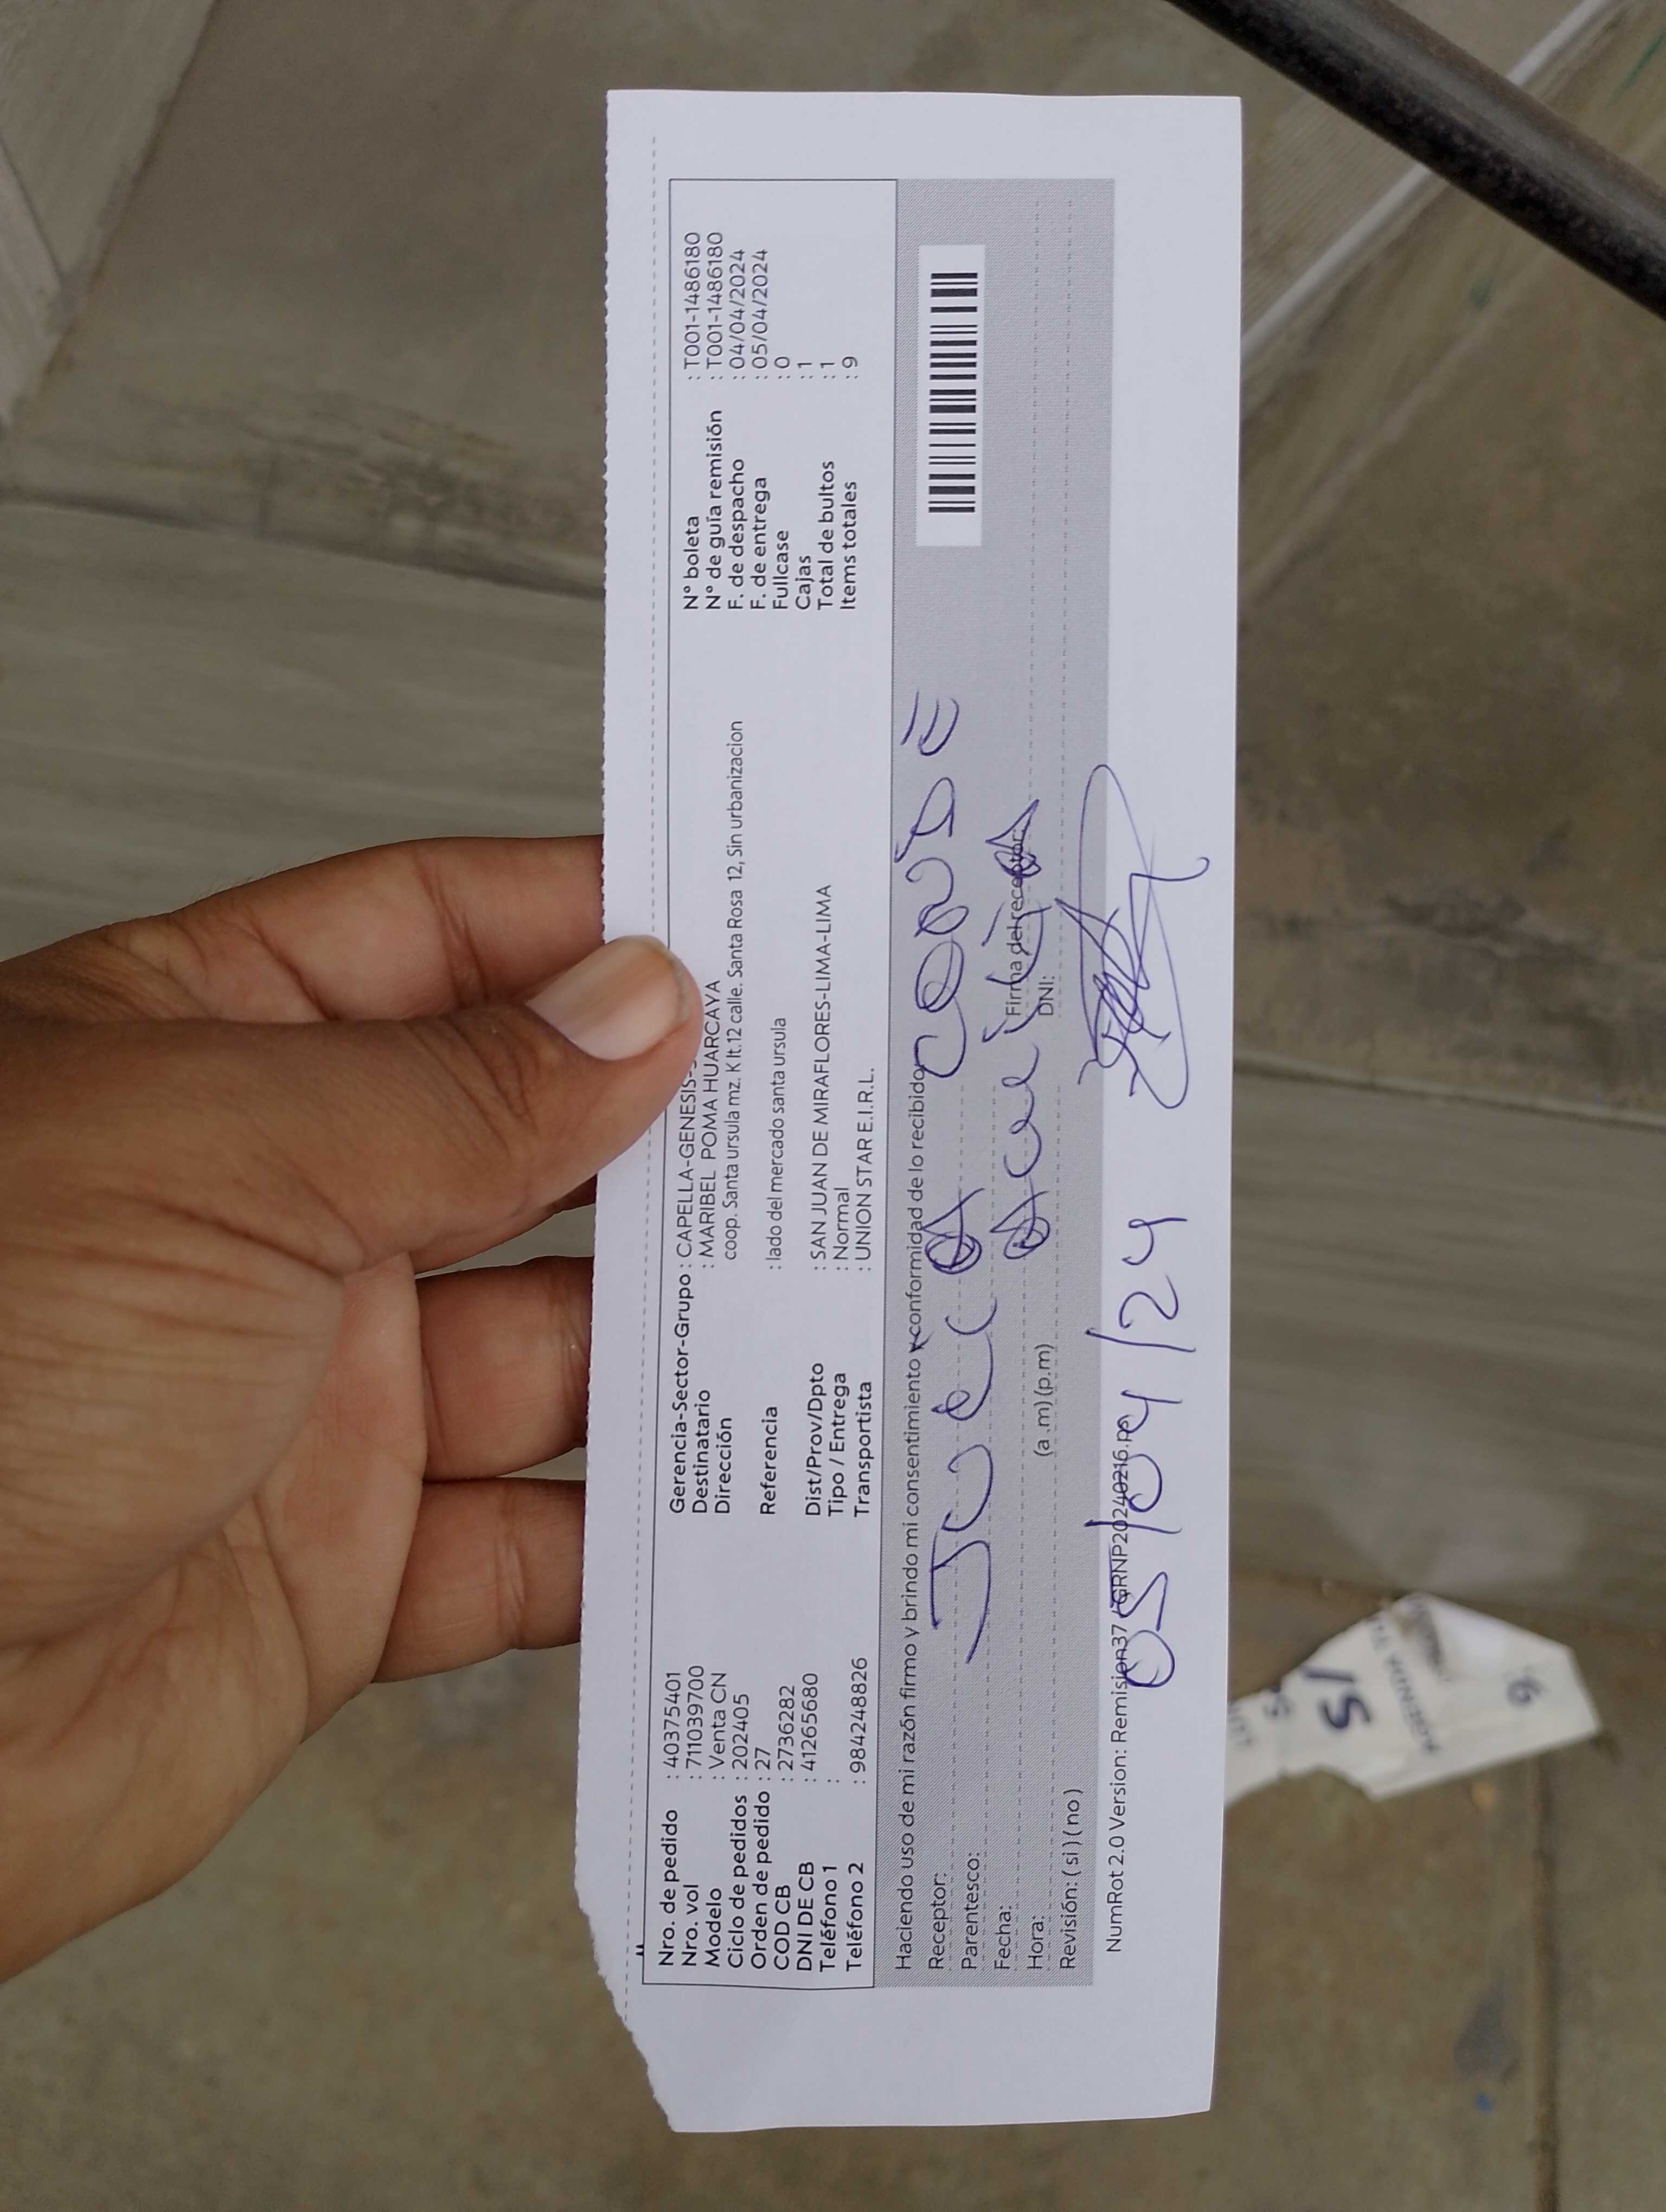 Nro. de pedido : 40375401
Nro. vol : 711039700
Modelo : Venta CN
Ciclo de pedidos : 202405
Orden de pedido : 27
COD CB : 2736282
DNI DE CB : 41265680
Teléfono 1 :
Teléfono 2 : 984248826
Gerencia-Sector-Grupo : CAPELLA-GENESIS-
Destinatario : MARIBEL POMA HUARCAYA
Dirección coop. Santa ursula mz. K lt.12 calle. Santa Rosa 12, Sin urbanizacion
Referencia : lado del mercado santa ursula
Dist/Prov/Dpto : SAN JUAN DE MIRAFLORES-LIMA-LIMA
Tipo / Entrega : Normal
Transportista : UNION STAR E.I.R.L.
N° boleta : T001-1486180
N° de guía remisión : T001-1486180
F. de despacho : 04/04/2024
F. de entrega : 05/04/2024
Fullcase : 0
Cajas : 1
Total de bultos : 1
Items totales : 9
Haciendo uso de mi razón firmo y brindo mi consentimiento y conformidad de lo recibido
Receptor: CONDE
Parentesco:
Fecha:
Firma del receptor:
Hora: (a.m) (p.m)
DNI:
Revisión: ( si ) ( no )
NumRot 2.0 Version: Remision37
05/04/24
S/